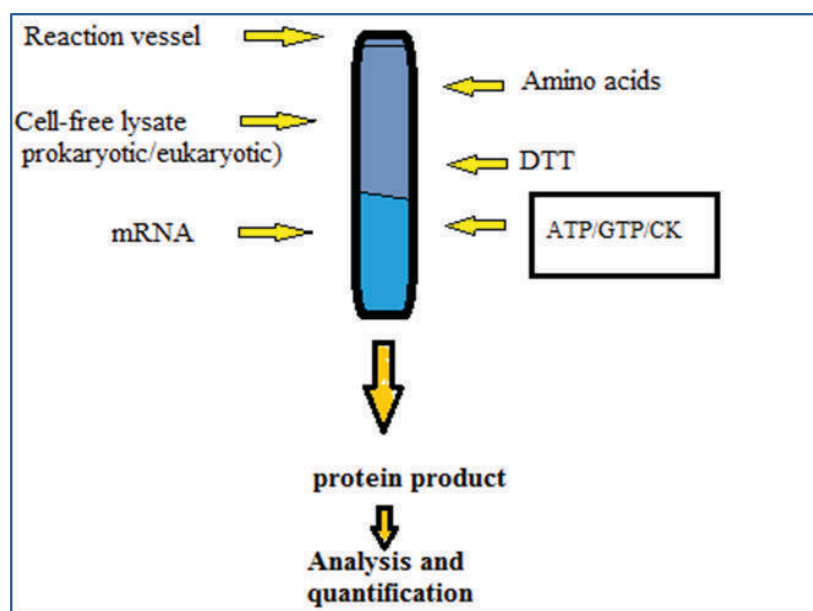 Reaction vessel
Amino acids
Cell-free lysate
prokaryotic/eukaryotic)
DTT
mRNA
ATP/GTP/CK
protein product
Analysis and
quantification